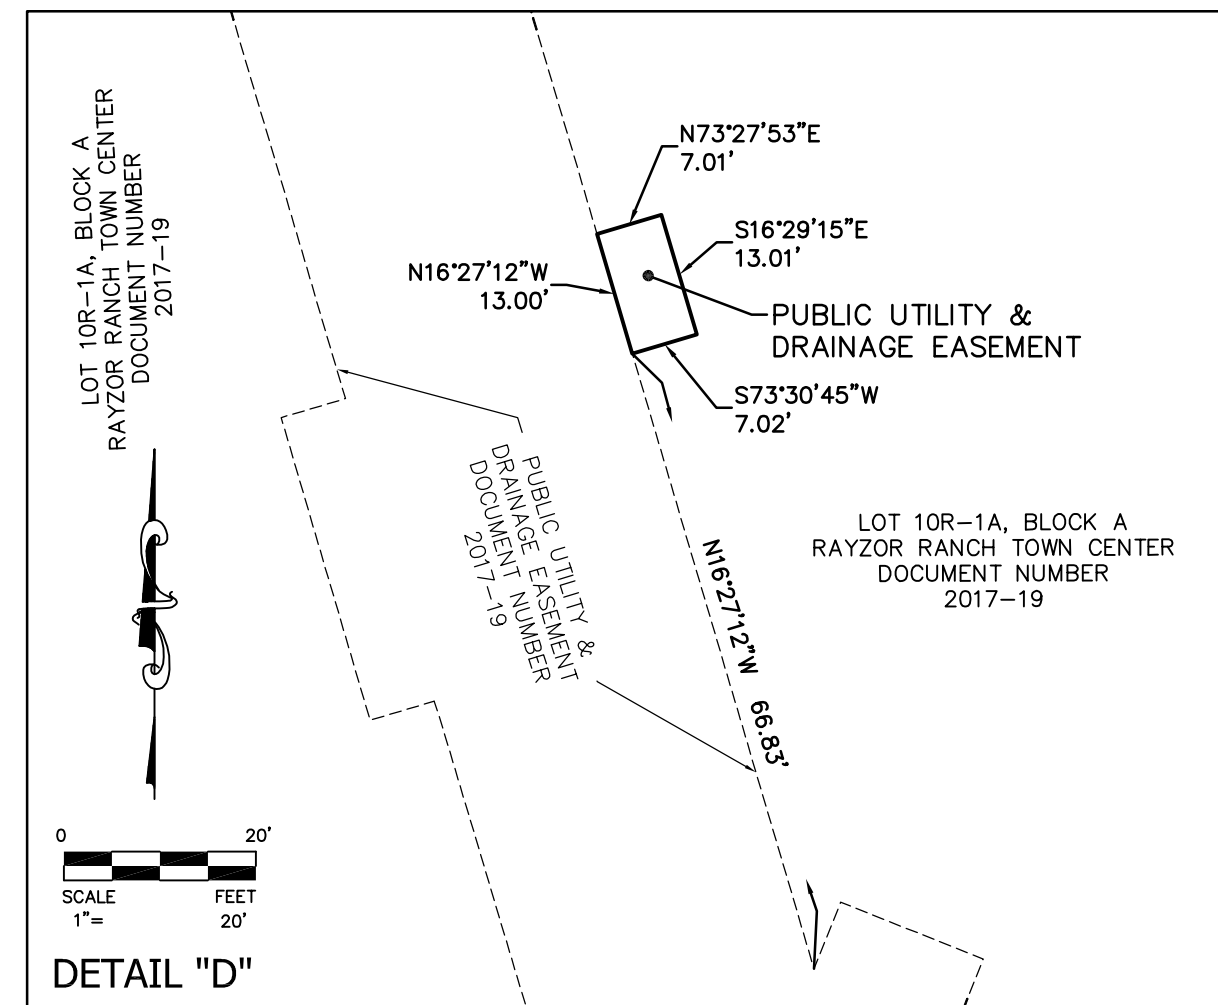 LOT 10R-1A, BLOCK A
RAYZOR RANCH TOWN CENTER
DOCUMENT NUMBER
2017-19
N73°27'53"E
7.01'
S16°29'15"E
13.01'
N16°27'12"W
13.00'
PUBLIC UTILITY &
DRAINAGE EASEMENT
S73°30'45"W
7.02'
PUBLIC UTILITY &
DRAINAGE EASEMENT
DOCUMENT NUMBER
2017-19
LOT 10R-1A, BLOCK A
RAYZOR RANCH TOWN CENTER
DOCUMENT NUMBER
2017-19
N16°27'12"W 66.83'
0 20'
SCALE FEET
1"= 20'
DETAIL "D"